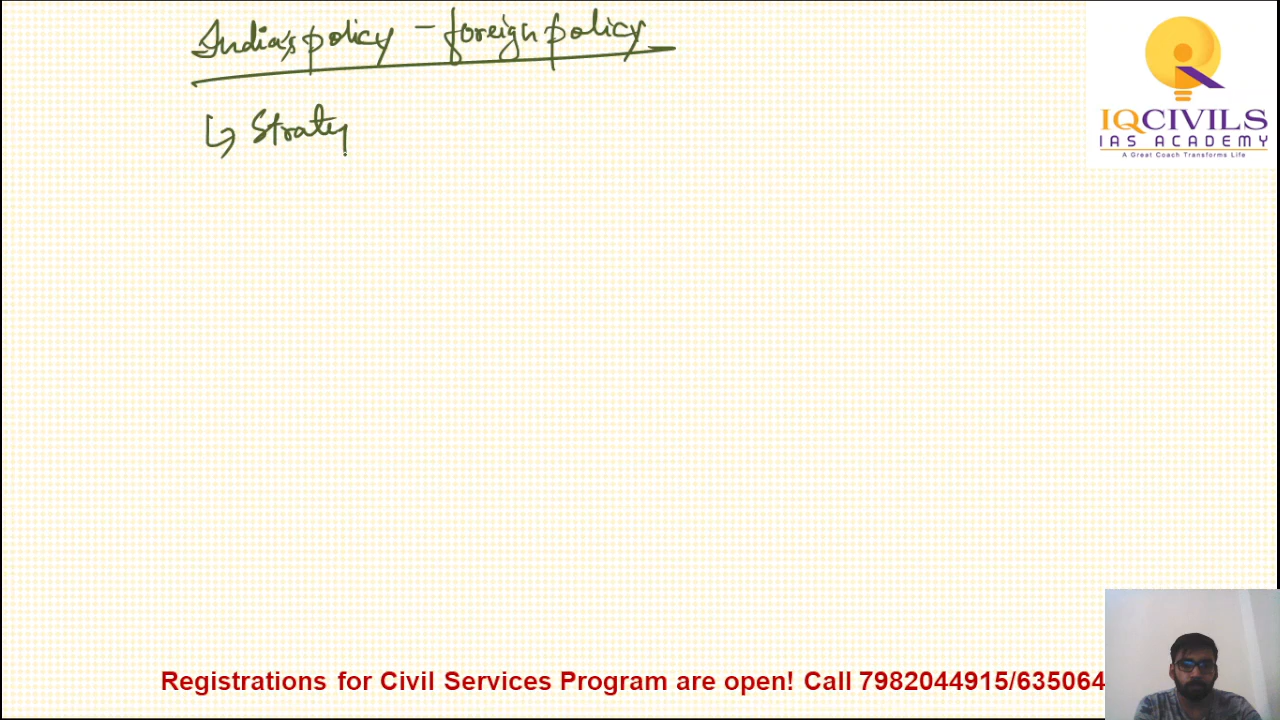 India's policy - foreign policy
↳ Strateg
IQCIVILS
IAS ACADEMY
A Great Coach Transforms Life
Registrations for Civil Services Program are open! Call 7982044915/635064